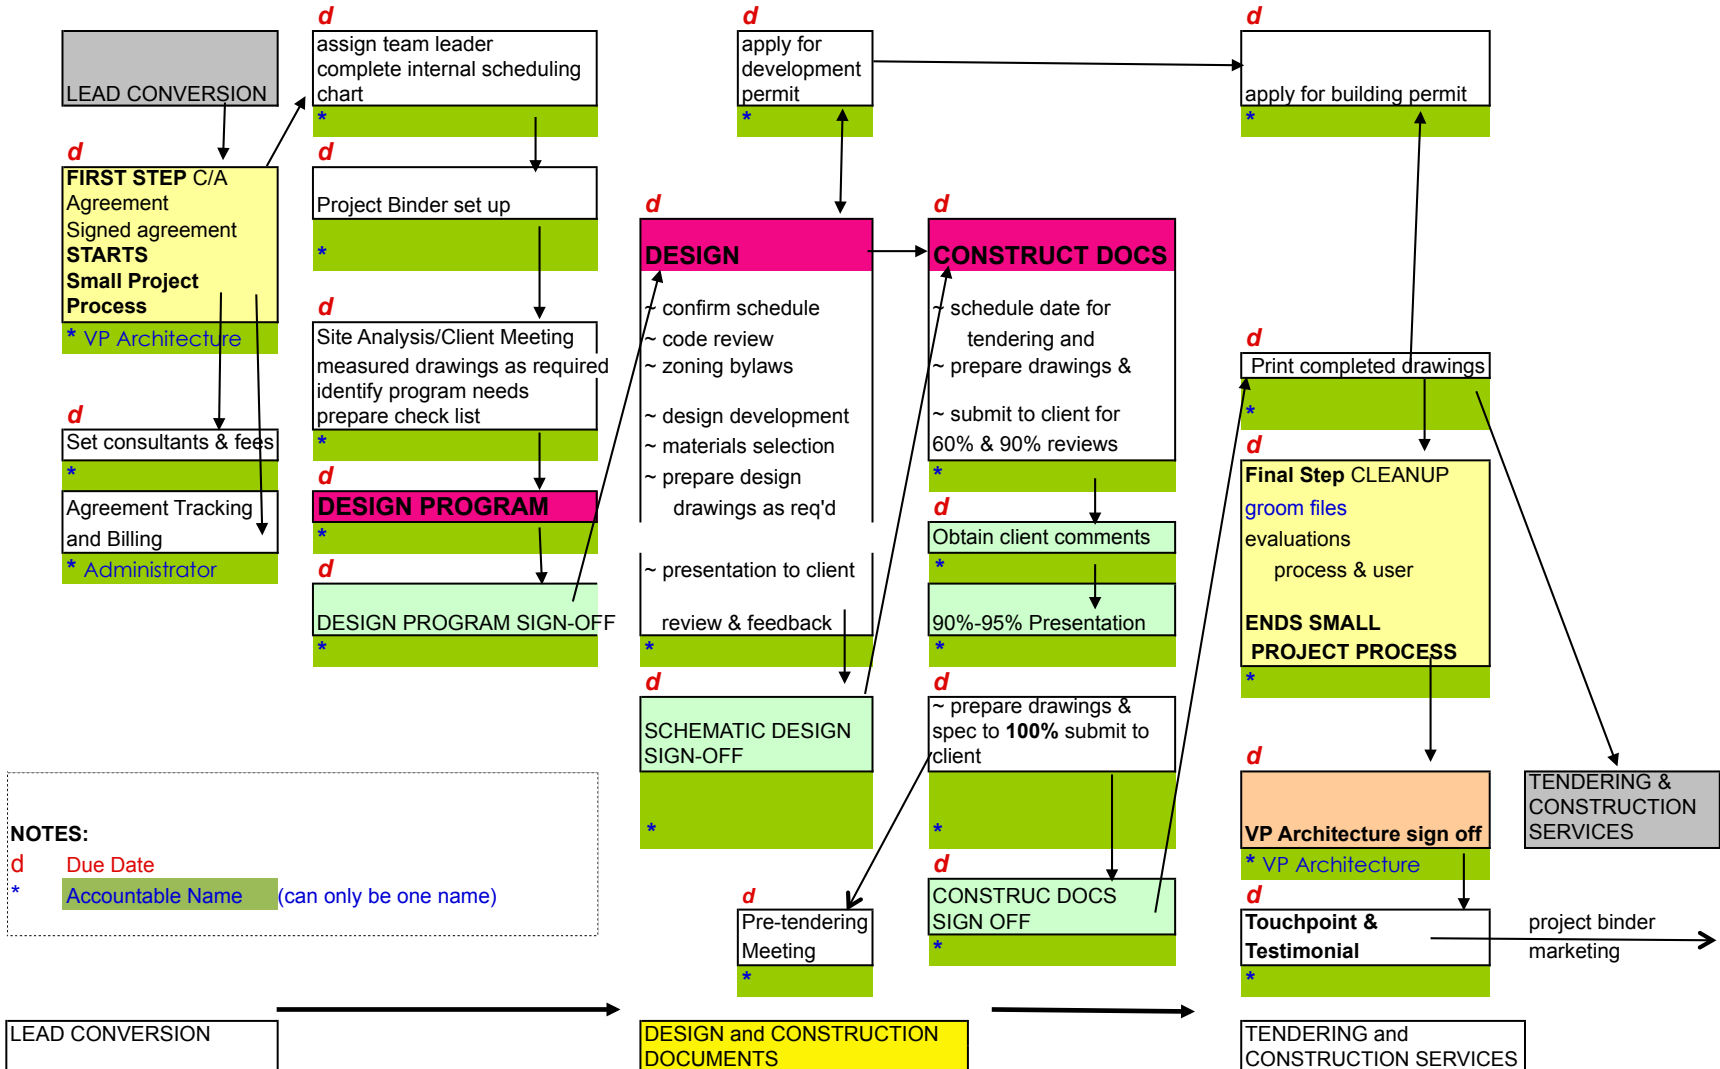 d
LEAD CONVERSION
d
FIRST STEP C/A
Agreement
Signed agreement
STARTS
Small Project
Process
* VP Architecture
d
Set consultants & fees
*
Agreement Tracking
and Billing
* Administrator
d
assign team leader
complete internal scheduling
chart
*
d
Project Binder set up
*
d
Site Analysis/Client Meeting
measured drawings as required
identify program needs
prepare check list
*
d
DESIGN PROGRAM
*
d
DESIGN PROGRAM SIGN-OFF
*
d
apply for
development
permit
*
d
DESIGN
~ confirm schedule
~ code review
~ zoning bylaws
~ design development
~ materials selection
~ prepare design
drawings as req'd
~ presentation to client
review & feedback
*
d
SCHEMATIC DESIGN
SIGN-OFF
*
d
Pre-tendering
Meeting
*
d
CONSTRUCT DOCS
~ schedule date for
tendering and
~ prepare drawings &
~ submit to client for
60% & 90% reviews
*
d
Obtain client comments
*
90%-95% Presentation
*
d
~ prepare drawings &
spec to 100% submit to
client
*
d
CONSTRUC DOCS
SIGN OFF
*
apply for building permit
*
d
Print completed drawings
*
d
Final Step CLEANUP
groom files
evaluations
process & user
ENDS SMALL
PROJECT PROCESS
*
d
VP Architecture sign off
* VP Architecture
d
Touchpoint &
Testimonial
*
TENDERING &
CONSTRUCTION
SERVICES
project binder
marketing
NOTES:
d Due Date
* Accountable Name (can only be one name)
LEAD CONVERSION
DESIGN and CONSTRUCTION
DOCUMENTS
TENDERING and
CONSTRUCTION SERVICES